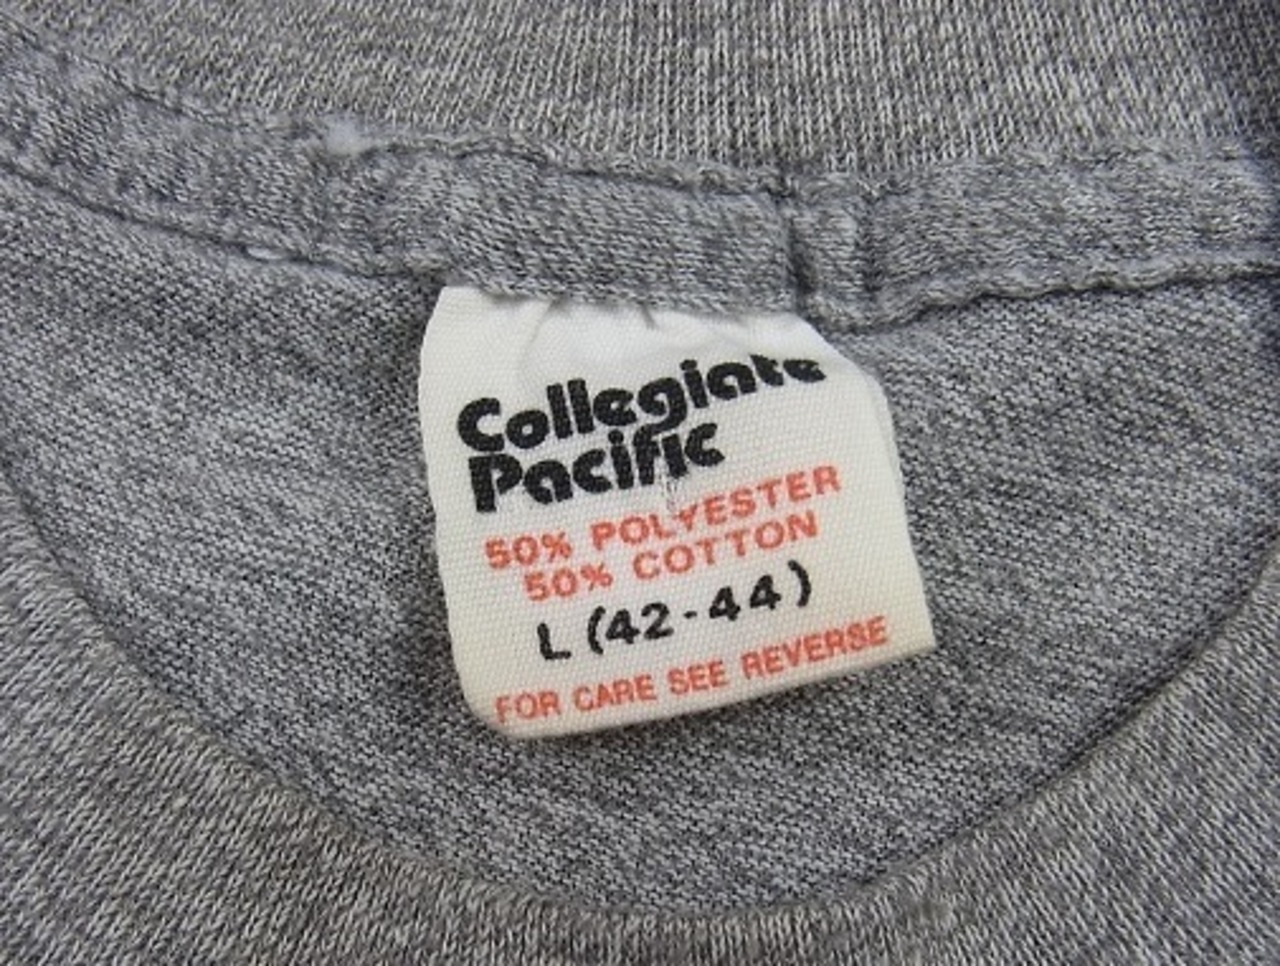 Collegiate
Pacific
50% POLYESTER
50% COTTON
L (42-44)
FOR CARE SEE REVERSE